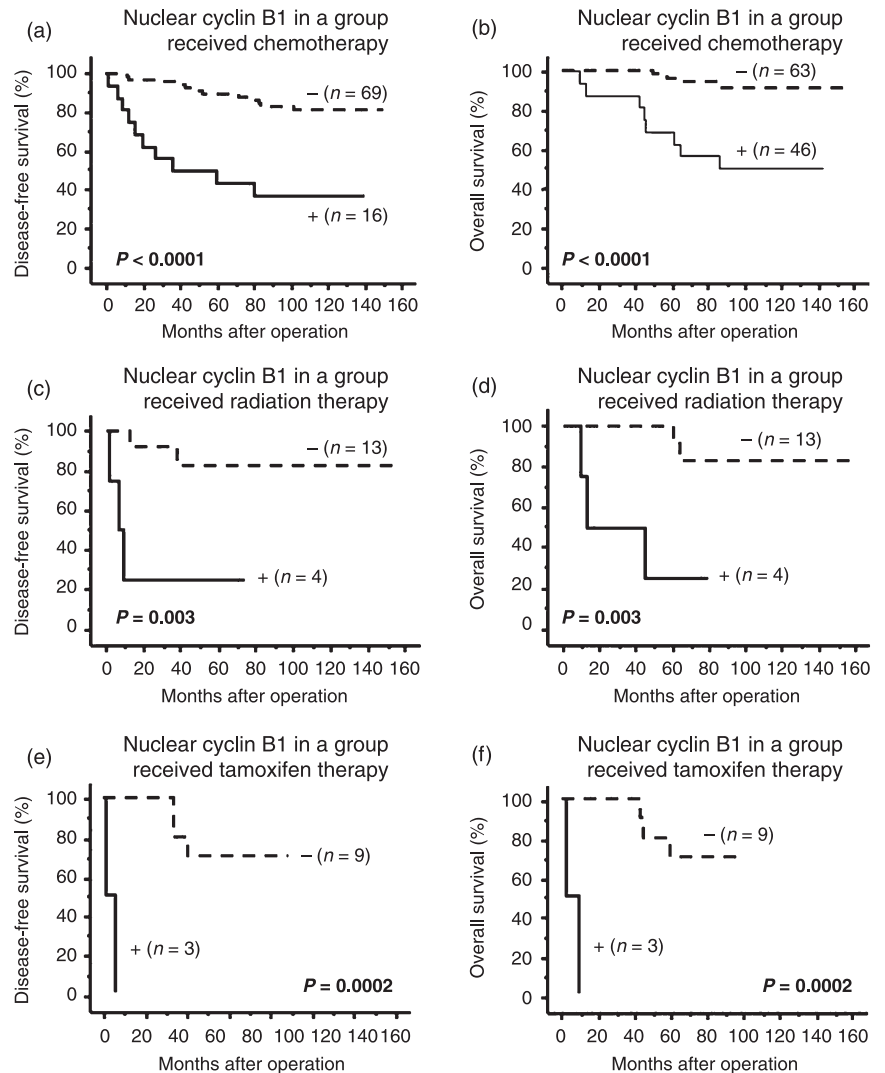 (a)
Nuclear cyclin B1 in a group
received chemotherapy
Disease-free survival (%)
100
80
60
40
20
0
– (n = 69)
+ (n = 16)
P < 0.0001
0 20 40 60 80 100 120 140 160
Months after operation
(b)
Nuclear cyclin B1 in a group
received chemotherapy
Overall survival (%)
100
80
60
40
20
0
– (n = 63)
+ (n = 46)
P < 0.0001
0 20 40 60 80 100 120 140 160
Months after operation
(c)
Nuclear cyclin B1 in a group
received radiation therapy
Disease-free survival (%)
100
80
60
40
20
0
– (n = 13)
+ (n = 4)
P = 0.003
0 20 40 60 80 100 120 140 160
Months after operation
(d)
Nuclear cyclin B1 in a group
received radiation therapy
Overall survival (%)
100
80
60
40
20
0
– (n = 13)
+ (n = 4)
P = 0.003
0 20 40 60 80 100 120 140 160
Months after operation
(e)
Nuclear cyclin B1 in a group
received tamoxifen therapy
Disease-free survival (%)
100
80
60
40
20
0
– (n = 9)
+ (n = 3)
P = 0.0002
0 20 40 60 80 100 120 140 160
Months after operation
(f)
Nuclear cyclin B1 in a group
received tamoxifen therapy
Overall survival (%)
100
80
60
40
20
0
– (n = 9)
+ (n = 3)
P = 0.0002
0 20 40 60 80 100 120 140 160
Months after operation